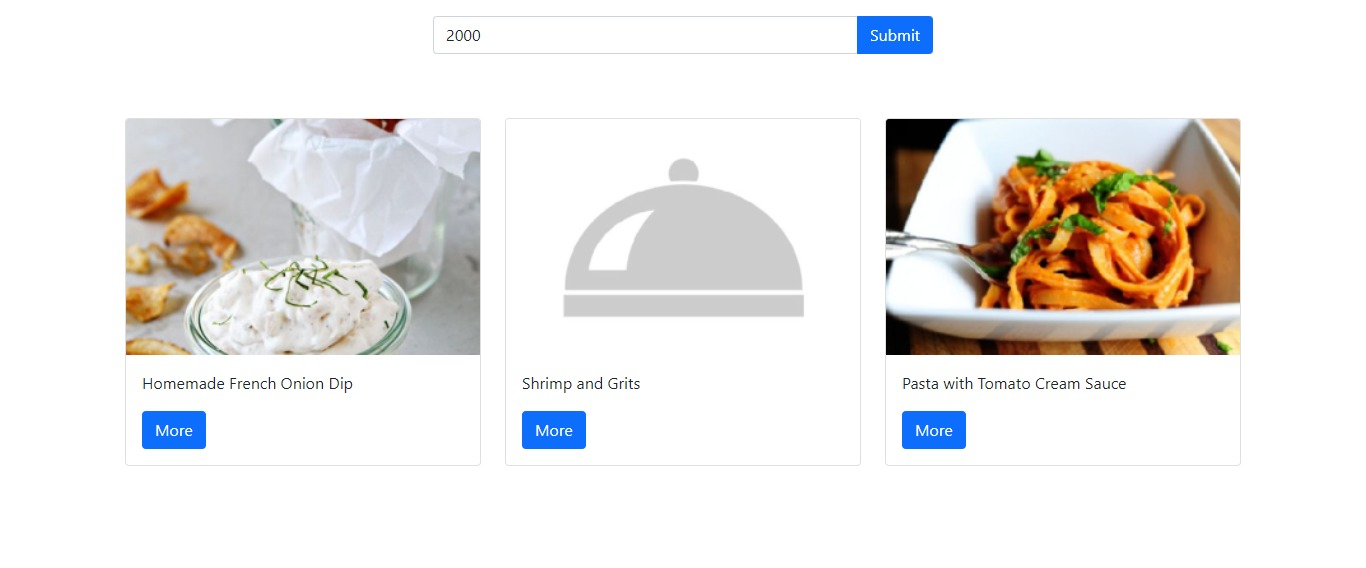 2000
Submit
Homemade French Onion Dip
Shrimp and Grits
Pasta with Tomato Cream Sauce
More
More
More